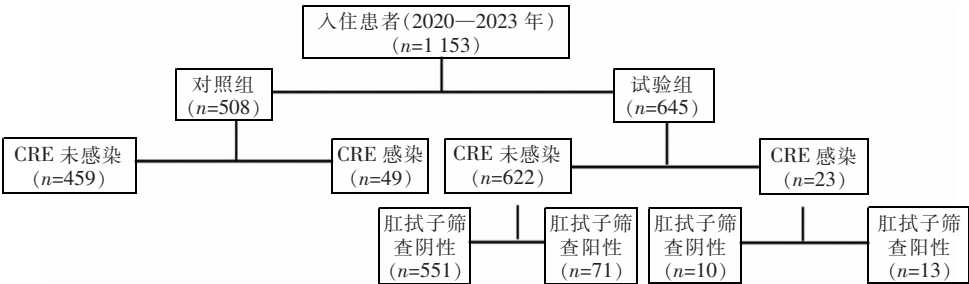 入住患者(2020—2023 年)
(n=1 153)
对照组
(n=508)
试验组
(n=645)
CRE 未感染
(n=459)
CRE 感染
(n=49)
CRE 未感染
(n=622)
CRE 感染
(n=23)
肛拭子筛
查阴性
(n=551)
肛拭子筛
查阳性
(n=71)
肛拭子筛
查阴性
(n=10)
肛拭子筛
查阳性
(n=13)